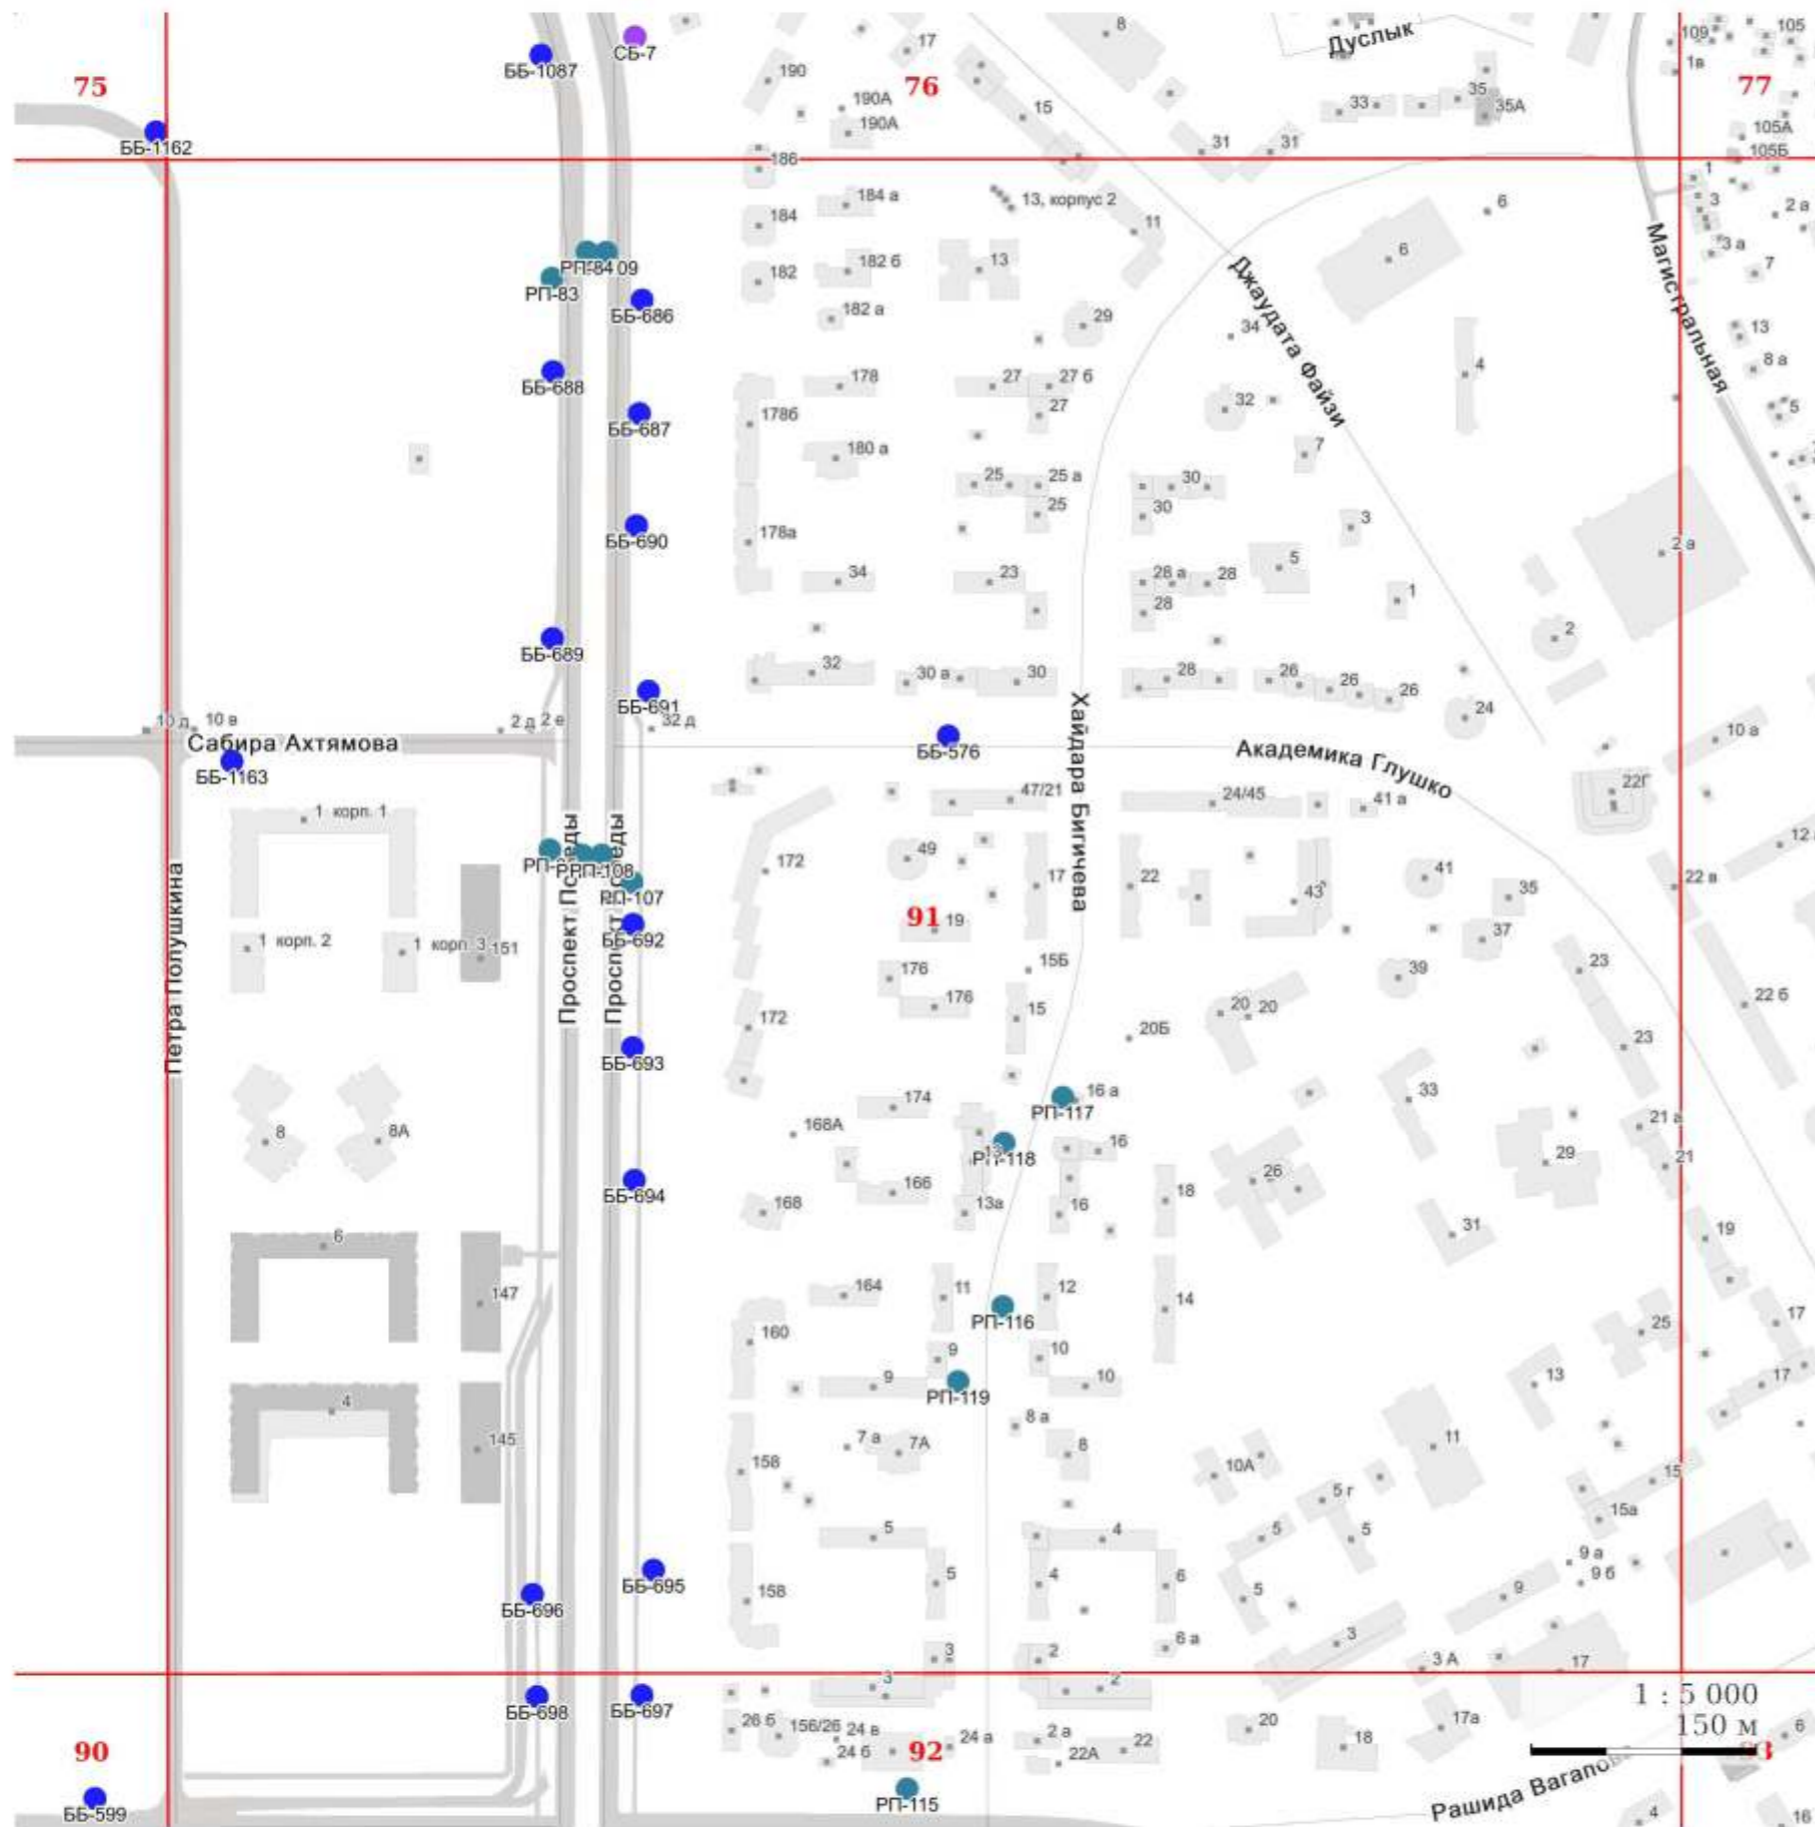 8
Дуслык
109
105
СБ-7
17
ББ-1087
1в
75
190
76
77
190А
15
33
35
35А
190А
105А
ББ-1162
31
31
105Б
186
1
184 а
13, корпус 2
6
3
2 а
184
11
3 а
6
182 б
13
РП-84
09
182
7
РП-83
ББ-686
182 а
29
Джаудата Файзи
Магистральная
34
13
8 а
4
ББ-688
178
27
27 б
178б
27
32
5
ББ-687
180 а
7
25
25 а
30
25
30
3
ББ-690
178а
2 а
5
34
23
28 а
28
28
1
2
ББ-689
32
30 в
30
28
26
26
26
ББ-691
24
10 д
10 в
2 д
2 е
32 д
10 а
Сабира Ахтямова
ББ-576
Академика Глушко
Хайдара Бигичева
ББ-1163
22Г
1 корп. 1
47/21
24/45
41 а
Проспект Победы
Петра Полушкина
172
49
РП-108
17
22
41
22 в
РП-107
35
43
91
19
ББ-692
37
1 корп. 2
1 корп. 3
151
15Б
176
39
23
176
15
20
20
22 б
172
20Б
23
ББ-693
16 а
174
33
РП-117
21 а
168А
8
8А
16
РП-118
29
21
166
26
ББ-694
168
13а
16
18
31
19
6
164
11
12
147
14
РП-116
17
160
25
9
10
9
10
13
17
РП-119
4
8 а
145
7 а
7А
8
11
158
10А
15
5 г
15а
5
4
5
5
9 а
ББ-695
5
4
6
9 б
ББ-696
158
5
9
3
6 а
3
2
3 А
17
3
2
1 : 5 000
ББ-698
ББ-697
150 м
26 б
156/26
24 в
24 а
2 а
22
20
18
17а
6
90
24 б
92
22А
РП-115
ББ-599
Рашида Вагапова
4
16